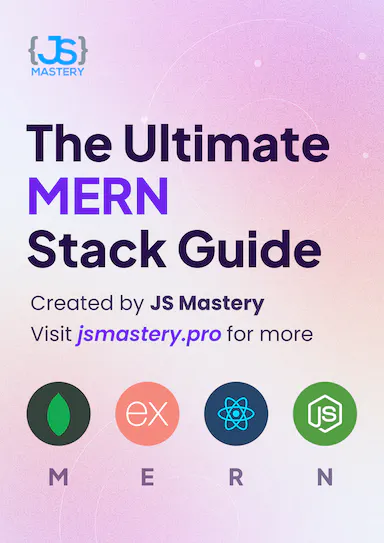 {JS}
MASTERY
The Ultimate
MERN
Stack Guide
Created by JS Mastery
Visit jsmastery.pro for more
ex
JS
M E R N